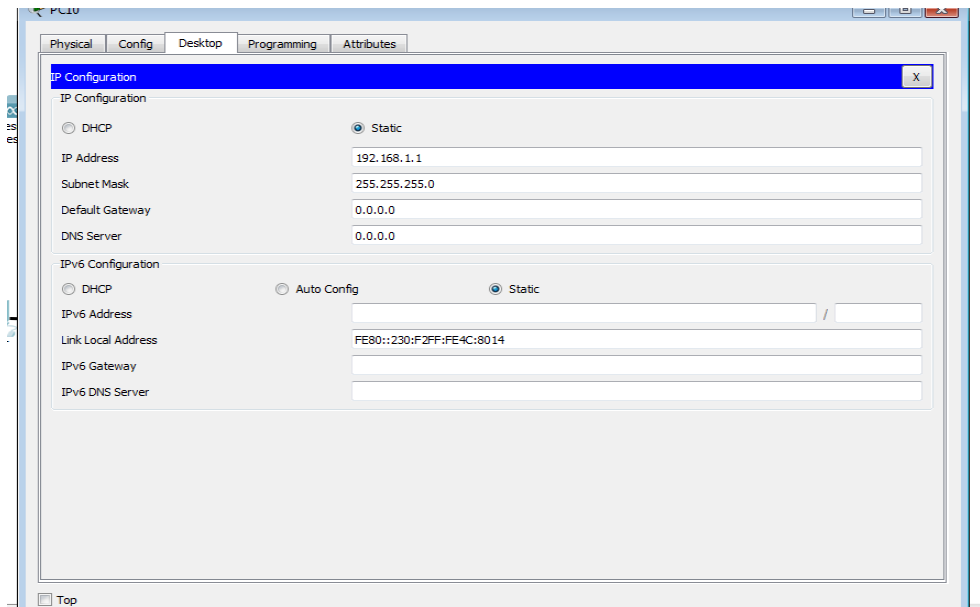 PC10
Physical Config Desktop Programming Attributes
IP Configuration X
IP Configuration
DHCP Static
IP Address 192.168.1.1
Subnet Mask 255.255.255.0
Default Gateway 0.0.0.0
DNS Server 0.0.0.0
IPv6 Configuration
DHCP Auto Config Static
IPv6 Address /
Link Local Address FE80::230:F2FF:FE4C:8014
IPv6 Gateway
IPv6 DNS Server
Top